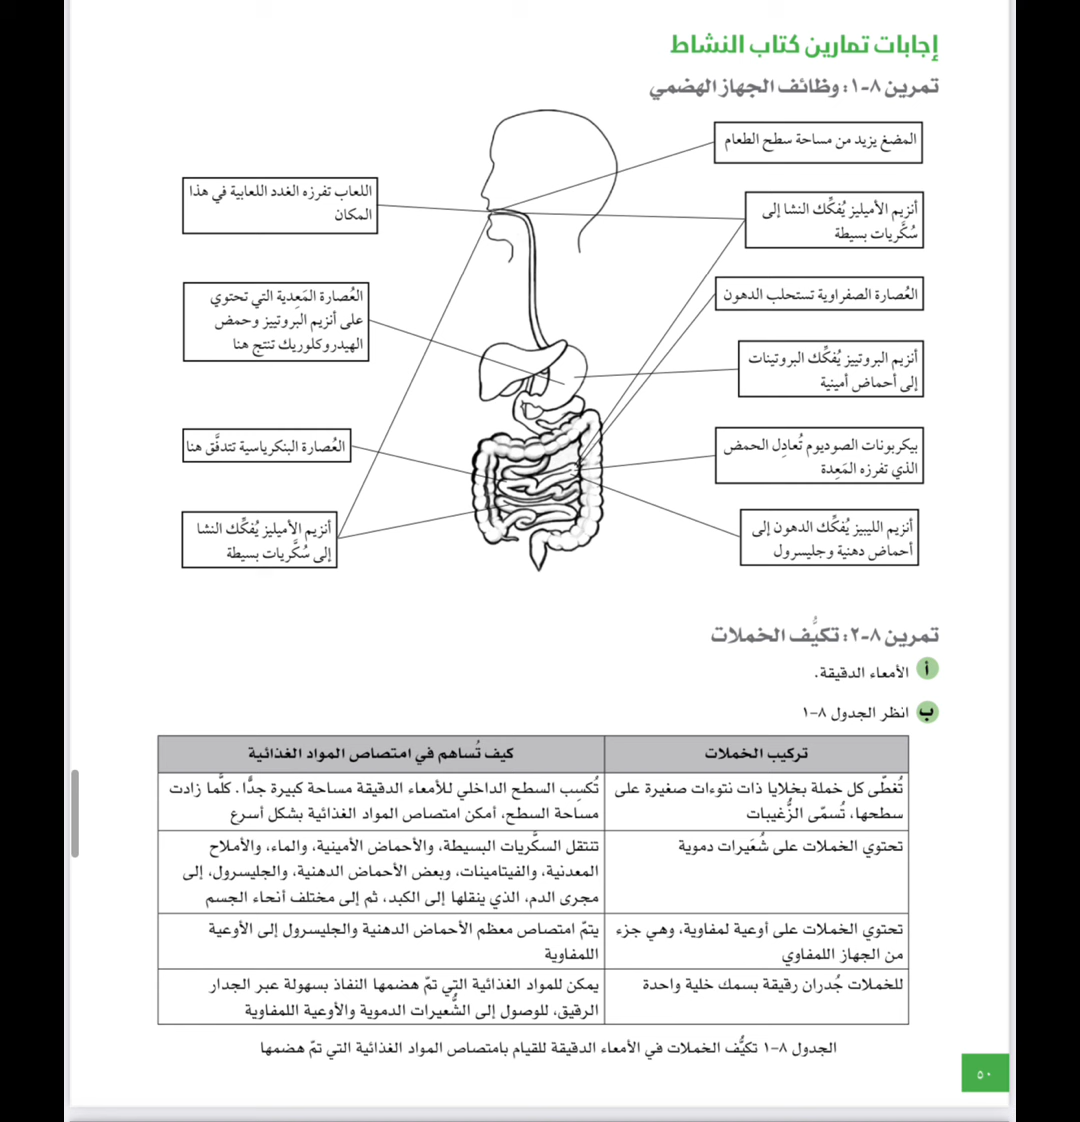 إجابات تمارين كتاب النشاط
تمرين ٨-١: وظائف الجهاز الهضمي
المضغ يزيد من مساحة سطح الطعام
أنزيم الأميليز يُفكِّك النشا إلى
سُكَّريات بسيطة
العُصارة الصفراوية تستحلب الدهون
أنزيم البروتييز يُفكِّك البروتينات
إلى أحماض أمينية
بيكربونات الصوديوم تُعادِل الحمض
الذي تفرزه المَعِدة
أنزيم الليبيز يُفكِّك الدهون إلى
أحماض دهنية وجليسرول
اللعاب تفرزه الغدد اللعابية في هذا
المكان
العُصارة المَعِدية التي تحتوي
على أنزيم البروتييز وحمض
الهيدروكلوريك تنتج هنا
العُصارة البنكرياسية تتدفَّق هنا
أنزيم الأميليز يُفكِّك النشا
إلى سُكَّريات بسيطة
تمرين ٨-٢: تكيُّف الخملات
أ الأمعاء الدقيقة.
ب انظر الجدول ٨-١
تركيب الخملات
كيف تُساهم في امتصاص المواد الغذائية
تُغطّى كل خملة بخلايا ذات نتوءات صغيرة على
سطحها، تُسمّى الزُّغيبات
تُكسِب السطح الداخلي للأمعاء الدقيقة مساحة كبيرة جدًّا. كلَّما زادت
مساحة السطح، أمكن امتصاص المواد الغذائية بشكل أسرع
تحتوي الخملات على شُعَيرات دموية
تنتقل السكَّريات البسيطة، والأحماض الأمينية، والماء، والأملاح
المعدنية، والفيتامينات، وبعض الأحماض الدهنية، والجليسرول، إلى
مجرى الدم، الذي ينقلها إلى الكبد، ثم إلى مختلف أنحاء الجسم
تحتوي الخملات على أوعية لمفاوية، وهي جزء
من الجهاز اللمفاوي
يتمّ امتصاص معظم الأحماض الدهنية والجليسرول إلى الأوعية
اللمفاوية
للخملات جُدران رقيقة بسمك خلية واحدة
يمكن للمواد الغذائية التي تمّ هضمها النفاذ بسهولة عبر الجدار
الرقيق، للوصول إلى الشُّعيرات الدموية والأوعية اللمفاوية
الجدول ٨-١ تكيُّف الخملات في الأمعاء الدقيقة للقيام بامتصاص المواد الغذائية التي تمّ هضمها
٥٠